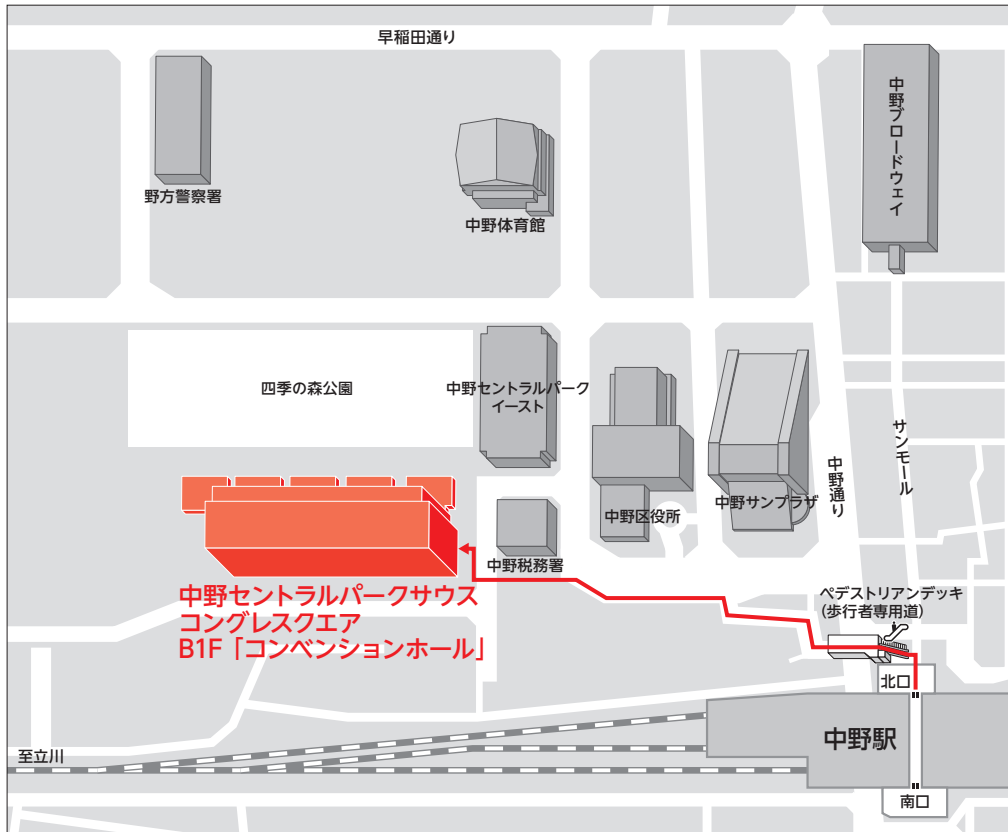 早稲田通り
中野ブロードウェイ
野方警察署
中野体育館
四季の森公園
中野セントラルパーク
イースト
サンモール
中野通り
中野サンプラザ
中野区役所
中野税務署
中野セントラルパークサウス
コングレスクエア
B1F「コンベンションホール」
ペデストリアンデッキ
（歩行者専用道）
北口
中野駅
至立川
南口